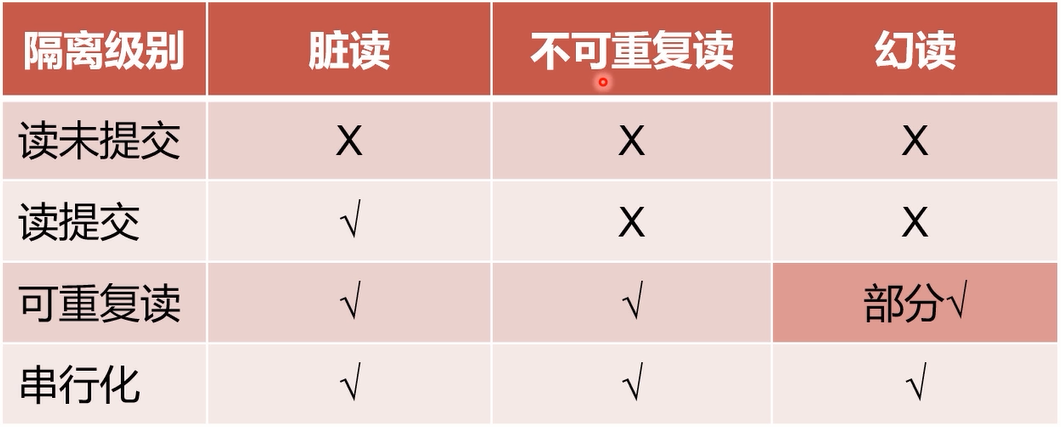 隔离级别 脏读 不可重复读 幻读
读未提交 X X X
读提交 √ X X
可重复读 √ √ 部分√
串行化 √ √ √